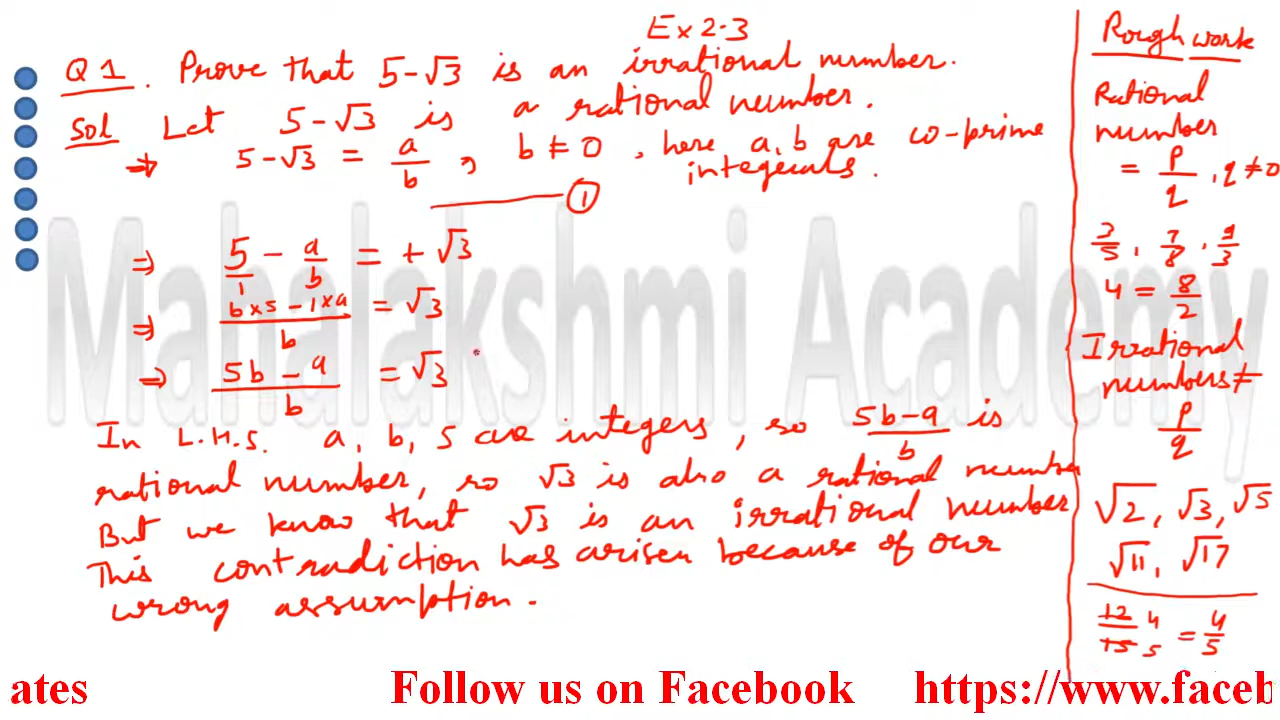 Ex 2.3
Q 1. Prove that 5-√3 is an irrational number.
Sol Let 5-√3 is a rational number.
⇒ 5-√3 = a/b, b ≠ 0, here a, b are co-prime
integerals.
①
⇒ 5/1 - a/b = + √3
⇒ (b×5 - 1×a)/b = √3
⇒ (5b - a)/b = √3
In L.H.S. a, b, 5 are integers, so (5b-a)/b is
rational number, so √3 is also a rational number
But we know that √3 is an irrational number
This contradiction has arisen because of our
wrong assumption.
Rough work
Rational
number
= p/q, q ≠ 0
3/5, 7/8, 9/3
4 = 8/2
Irrational
numbers ≠
p/q
√2, √3, √5
√11, √17
12/15 4/5 = 4/5
Mahalakshmi Academy
ates Follow us on Facebook https://www.faceb